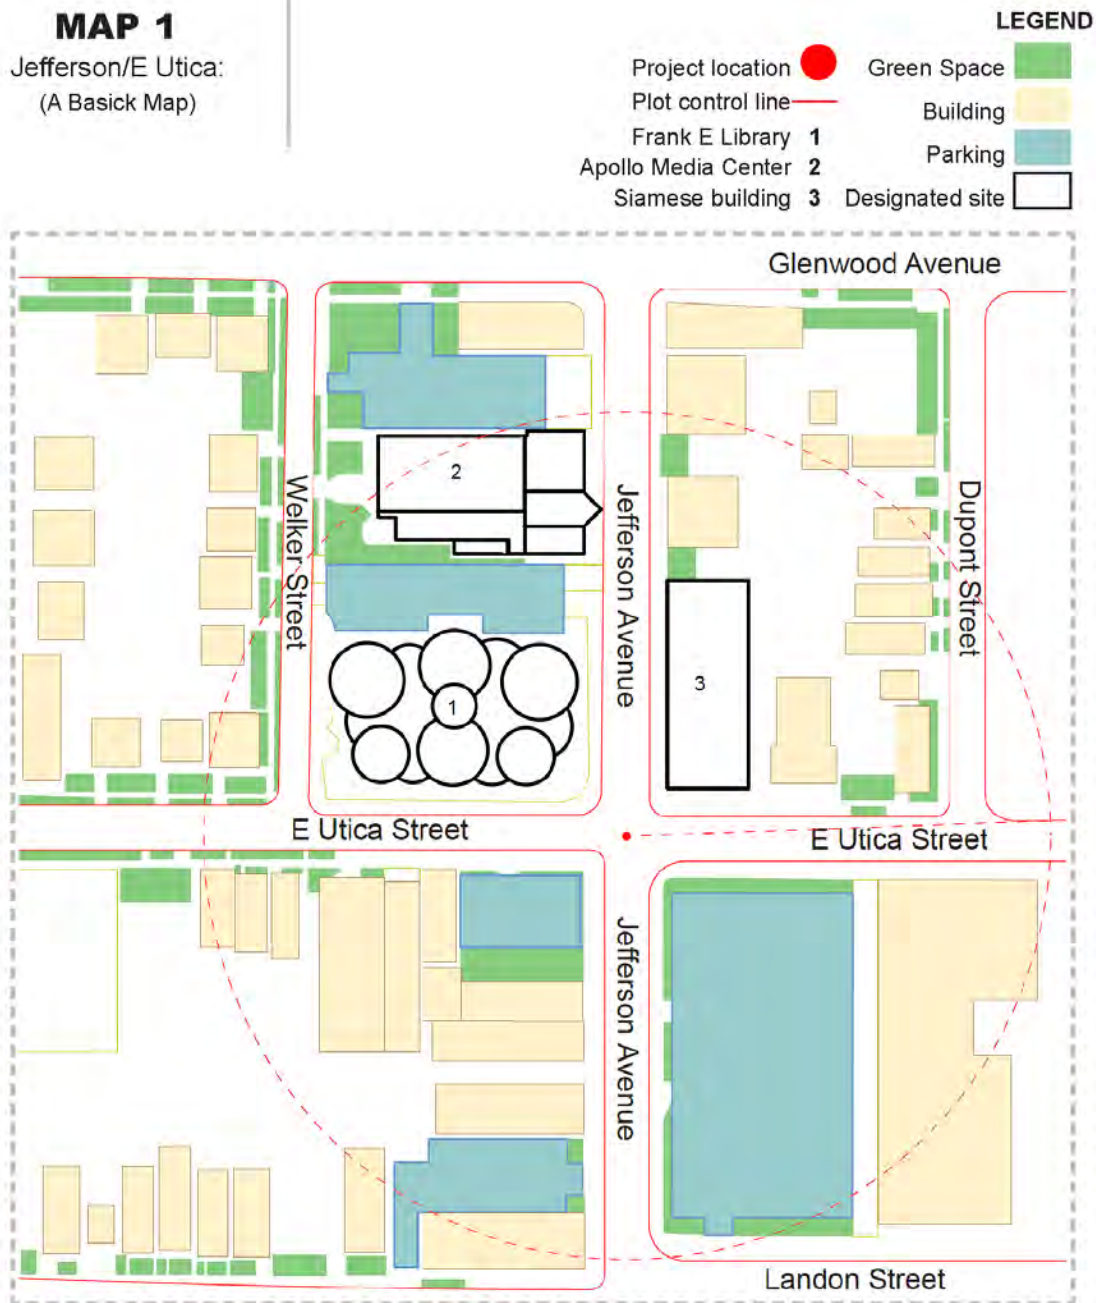 MAP 1
Jefferson/E Utica:
(A Basick Map)
LEGEND
Project location
Plot control line
Frank E Library 1
Apollo Media Center 2
Siamese building 3
Green Space
Building
Parking
Designated site
Glenwood Avenue
Welker Street
Jefferson Avenue
Dupont Street
2
3
1
E Utica Street
E Utica Street
Jefferson Avenue
Landon Street